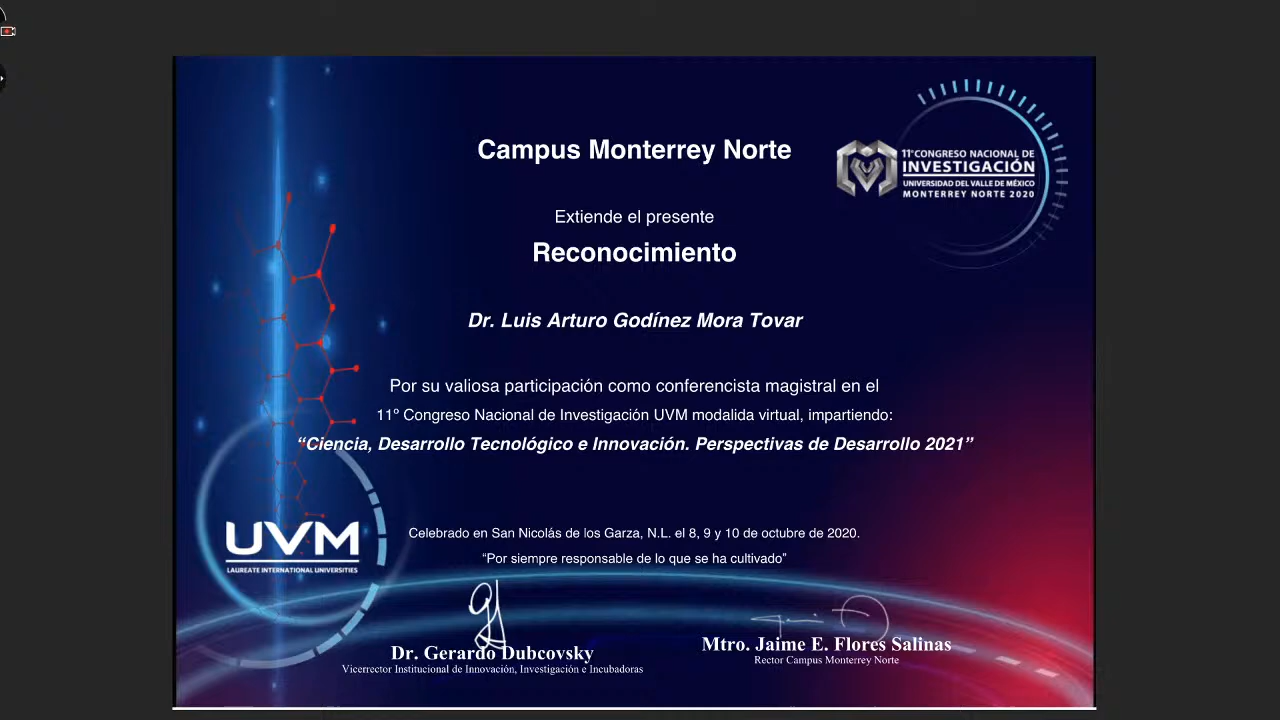 Campus Monterrey Norte
11°CONGRESO NACIONAL DE
INVESTIGACIÓN
UNIVERSIDAD DEL VALLE DE MÉXICO
MONTERREY NORTE 2020
Extiende el presente
Reconocimiento
Dr. Luis Arturo Godínez Mora Tovar
Por su valiosa participación como conferencista magistral en el
11º Congreso Nacional de Investigación UVM modalida virtual, impartiendo:
“Ciencia, Desarrollo Tecnológico e Innovación. Perspectivas de Desarrollo 2021”
UVM
LAUREATE INTERNATIONAL UNIVERSITIES
Celebrado en San Nicolás de los Garza, N.L. el 8, 9 y 10 de octubre de 2020.
“Por siempre responsable de lo que se ha cultivado”
Dr. Gerardo Dubcovsky
Vicerrector Institucional de Innovación, Investigación e Incubadoras
Mtro. Jaime E. Flores Salinas
Rector Campus Monterrey Norte